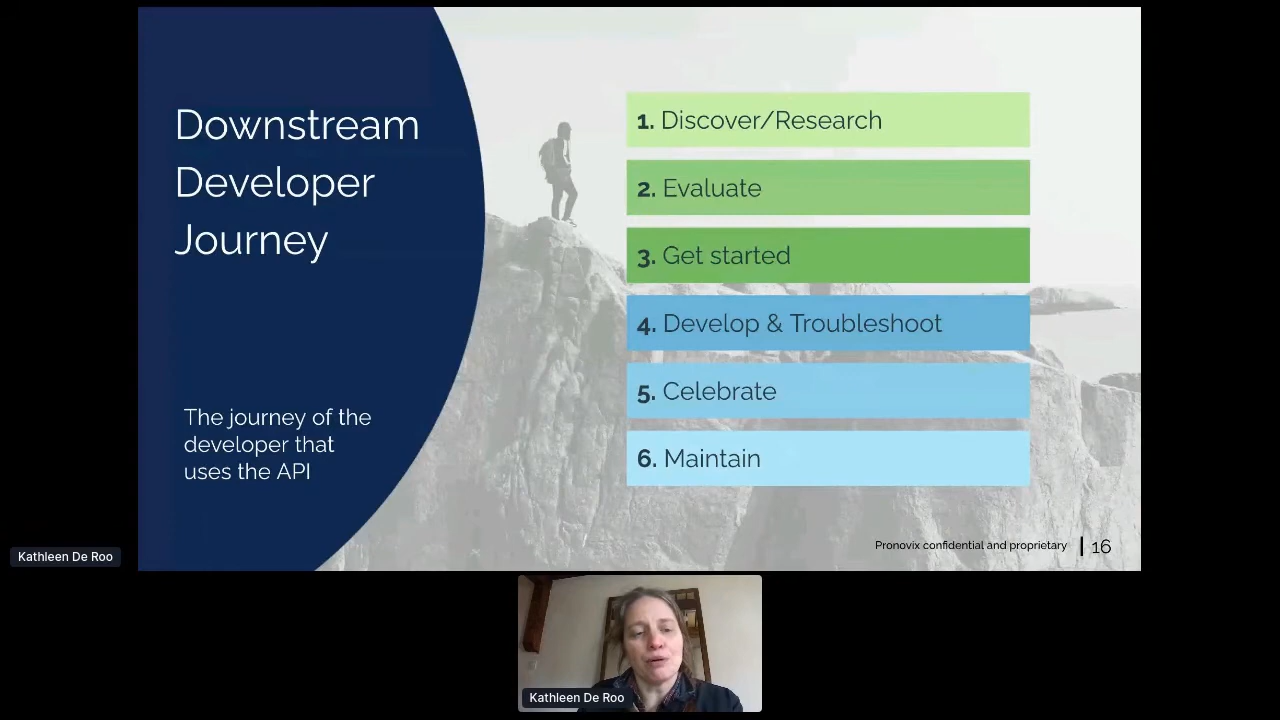 Downstream
Developer
Journey
The journey of the
developer that
uses the API
1. Discover/Research
2. Evaluate
3. Get started
4. Develop & Troubleshoot
5. Celebrate
6. Maintain
Pronovix confidential and proprietary
16
Kathleen De Roo
Kathleen De Roo